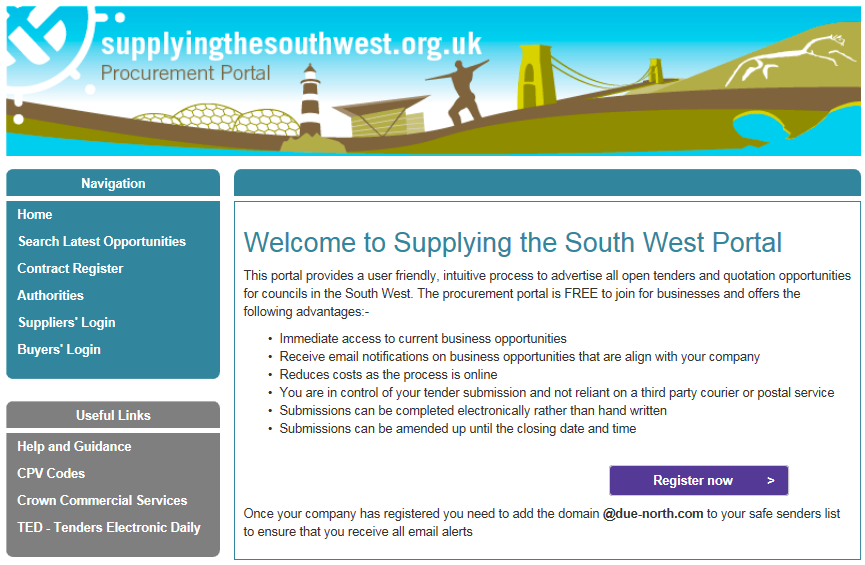 supplyingthesouthwest.org.uk
Procurement Portal
Navigation
Home
Search Latest Opportunities
Contract Register
Authorities
Suppliers' Login
Buyers' Login
Useful Links
Help and Guidance
CPV Codes
Crown Commercial Services
TED - Tenders Electronic Daily
Welcome to Supplying the South West Portal
This portal provides a user friendly, intuitive process to advertise all open tenders and quotation opportunities
for councils in the South West. The procurement portal is FREE to join for businesses and offers the
following advantages:-
• Immediate access to current business opportunities
• Receive email notifications on business opportunities that are align with your company
• Reduces costs as the process is online
• You are in control of your tender submission and not reliant on a third party courier or postal service
• Submissions can be completed electronically rather than hand written
• Submissions can be amended up until the closing date and time
Register now >
Once your company has registered you need to add the domain @due-north.com to your safe senders list
to ensure that you receive all email alerts